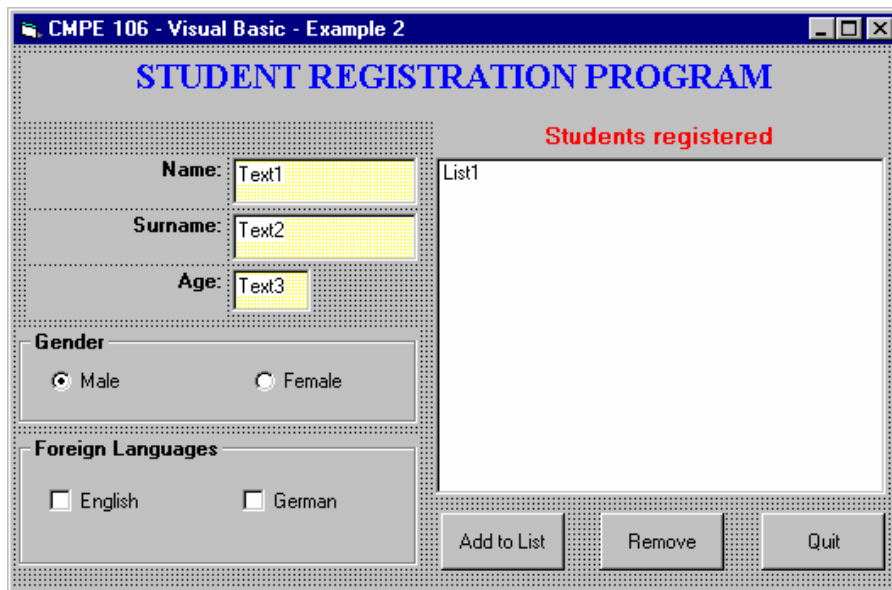 CMPE 106 - Visual Basic - Example 2
STUDENT REGISTRATION PROGRAM
Students registered
Name: Text1
Surname: Text2
Age: Text3
List1
Gender
Male Female
Foreign Languages
English German
Add to List Remove Quit